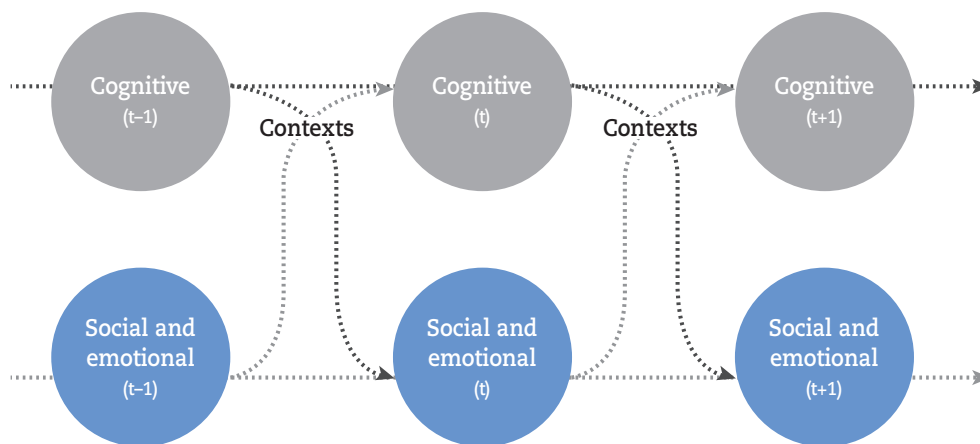 Cognitive
(t–1)
Contexts
Cognitive
(t)
Contexts
Cognitive
(t+1)
Social and
emotional
(t–1)
Social and
emotional
(t)
Social and
emotional
(t+1)